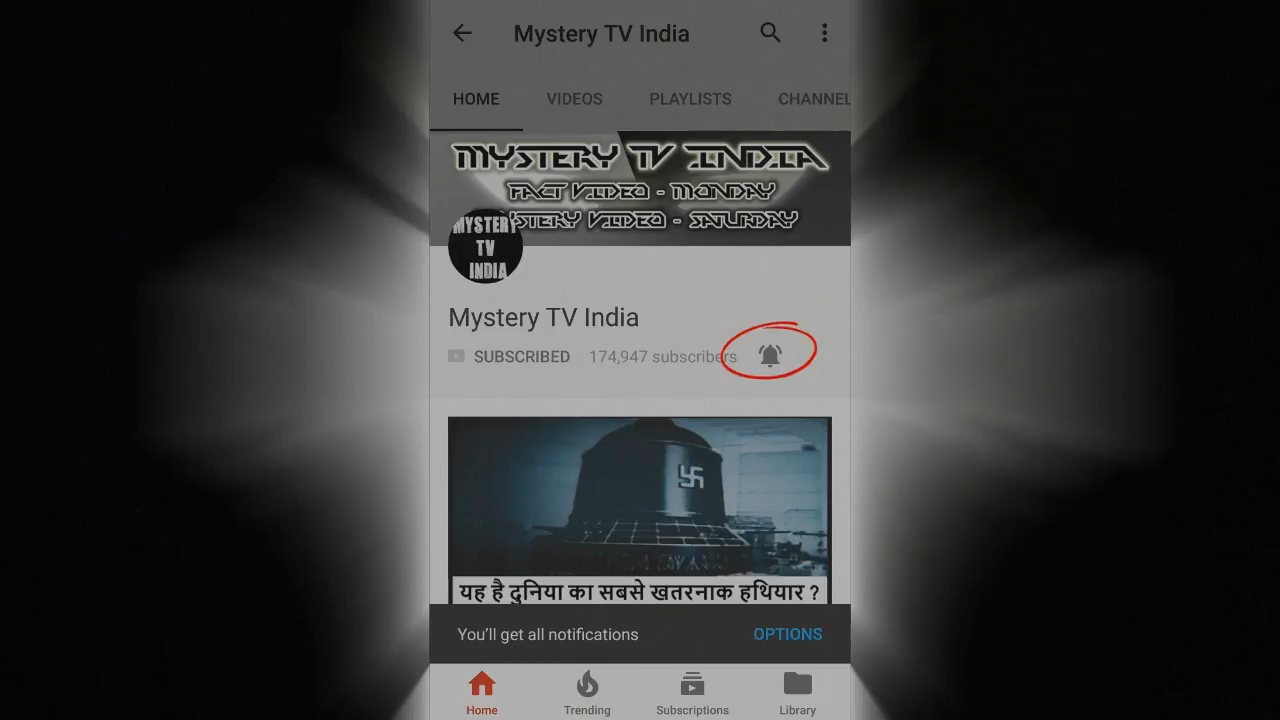 Mystery TV India
HOME VIDEOS PLAYLISTS CHANNEL
MYSTERY TV INDIA
FACT VIDEO - MONDAY
STERY VIDEO - SATURDAY
MYSTERY
TV
INDIA
Mystery TV India
SUBSCRIBED 174,947 subscribers
यह है दुनिया का सबसे खतरनाक हथियार ?
You'll get all notifications OPTIONS
Home Trending Subscriptions Library